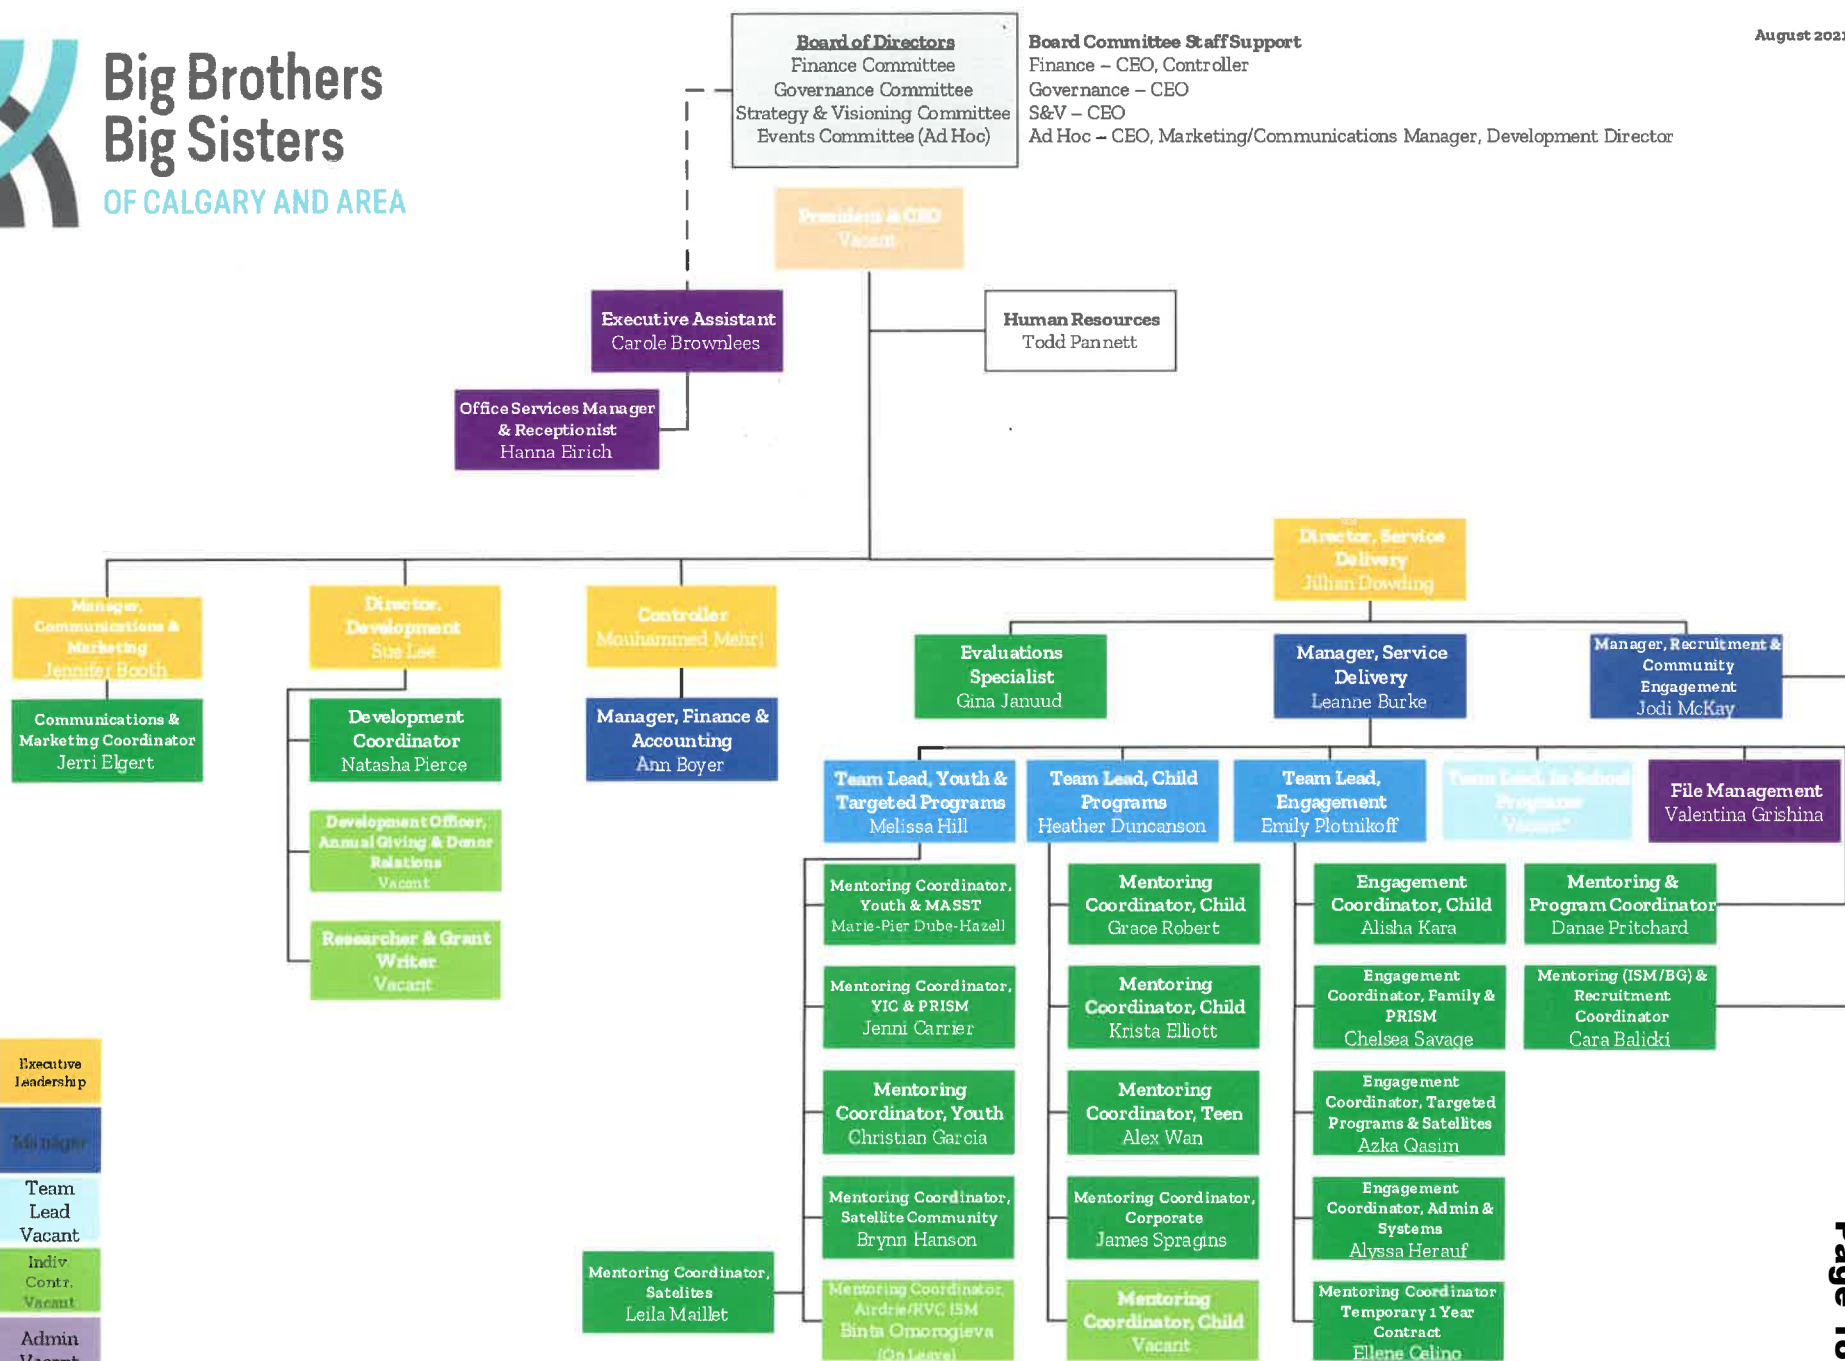 August 2021
Big Brothers
Big Sisters
OF CALGARY AND AREA
Board of Directors
Finance Committee
Governance Committee
Strategy & Visioning Committee
Events Committee (Ad Hoc)
Board Committee Staff Support
Finance – CEO, Controller
Governance – CEO
S&V – CEO
Ad Hoc – CEO, Marketing/Communications Manager, Development Director
President & CEO
Vacant
Executive Assistant
Carole Brownlees
Human Resources
Todd Pannett
Office Services Manager
& Receptionist
Hanna Eirich
Director, Service
Delivery
Jillian Dowding
Manager,
Communications &
Marketing
Jennifer Booth
Director,
Development
Sue Lee
Controller
Mouhammed Mehri
Evaluations
Specialist
Gina Januud
Manager, Service
Delivery
Leanne Burke
Manager, Recruitment &
Community
Engagement
Jodi McKay
Communications &
Marketing Coordinator
Jerri Elgert
Development
Coordinator
Natasha Pierce
Manager, Finance &
Accounting
Ann Boyer
Development Officer,
Annual Giving & Donor
Relations
Vacant
Researcher & Grant
Writer
Vacant
Team Lead, Youth &
Targeted Programs
Melissa Hill
Team Lead, Child
Programs
Heather Duncanson
Team Lead,
Engagement
Emily Plotnikoff
Team Lead, In-School
Programs
Vacant*
File Management
Valentina Grishina
Mentoring Coordinator,
Youth & MASST
Marie-Pier Dube-Hazell
Mentoring
Coordinator, Child
Grace Robert
Engagement
Coordinator, Child
Alisha Kara
Mentoring &
Program Coordinator
Danae Pritchard
Mentoring Coordinator,
YIC & PRISM
Jenni Carrier
Mentoring
Coordinator, Child
Krista Elliott
Engagement
Coordinator, Family &
PRISM
Chelsea Savage
Mentoring (ISM/BG) &
Recruitment
Coordinator
Cara Balicki
Mentoring
Coordinator, Youth
Christian Garcia
Mentoring
Coordinator, Teen
Alex Wan
Engagement
Coordinator, Targeted
Programs & Satellites
Azka Qasim
Mentoring Coordinator,
Satellite Community
Brynn Hanson
Mentoring Coordinator,
Corporate
James Spragins
Engagement
Coordinator, Admin &
Systems
Alyssa Herauf
Mentoring Coordinator,
Satelites
Leila Maillet
Mentoring Coordinator,
Airdrie/RVC ISM
Binta Omorogieva
(On Leave)
Mentoring
Coordinator, Child
Vacant
Mentoring Coordinator
Temporary 1 Year
Contract
Ellene Celino
Executive
Leadership
Manager
Team
Lead
Vacant
Indiv.
Contr.
Vacant
Admin
Vacant
Page